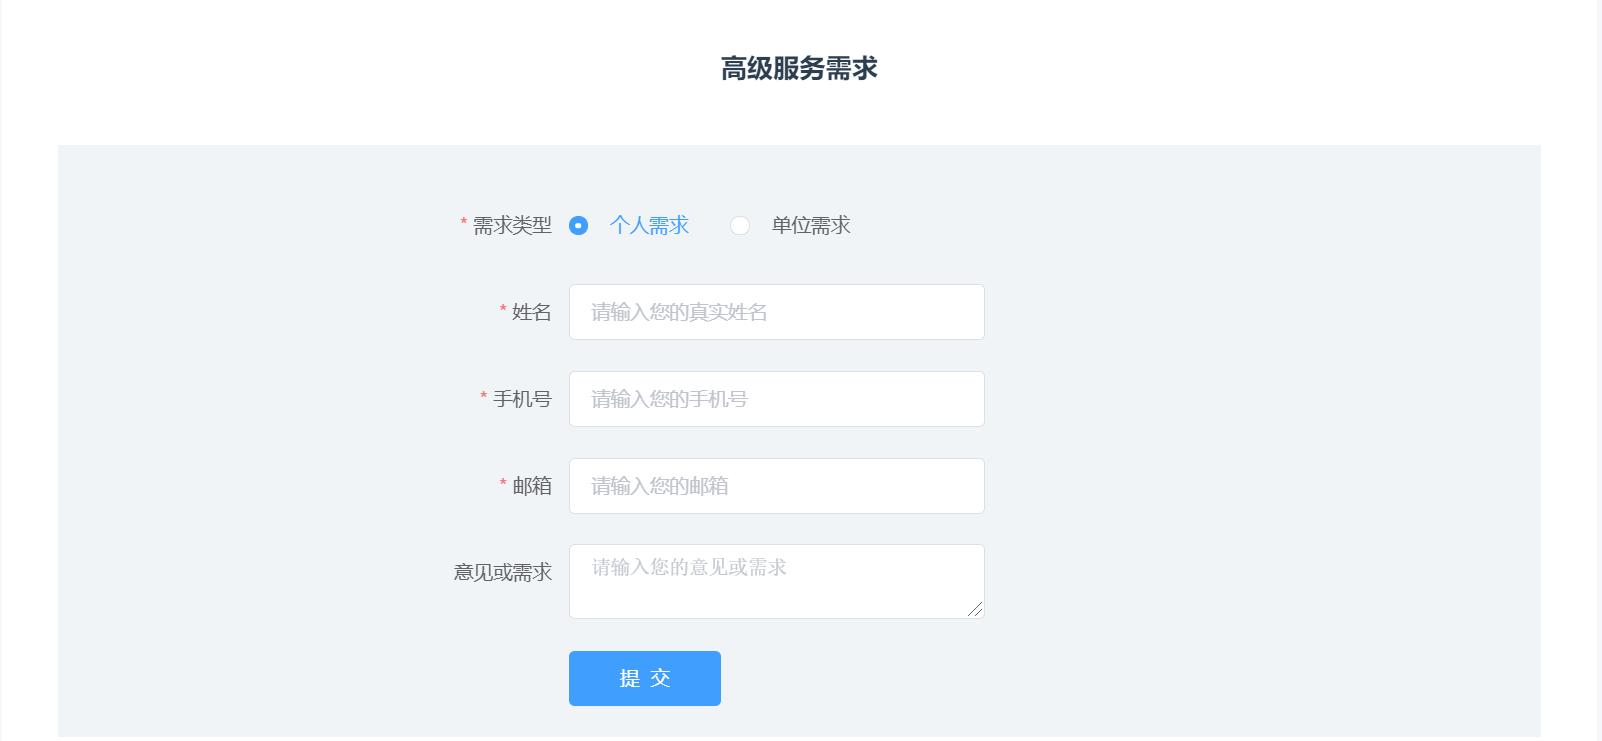 高级服务需求
* 需求类型 个人需求 单位需求
* 姓名 请输入您的真实姓名
* 手机号 请输入您的手机号
* 邮箱 请输入您的邮箱
意见或需求 请输入您的意见或需求
提 交